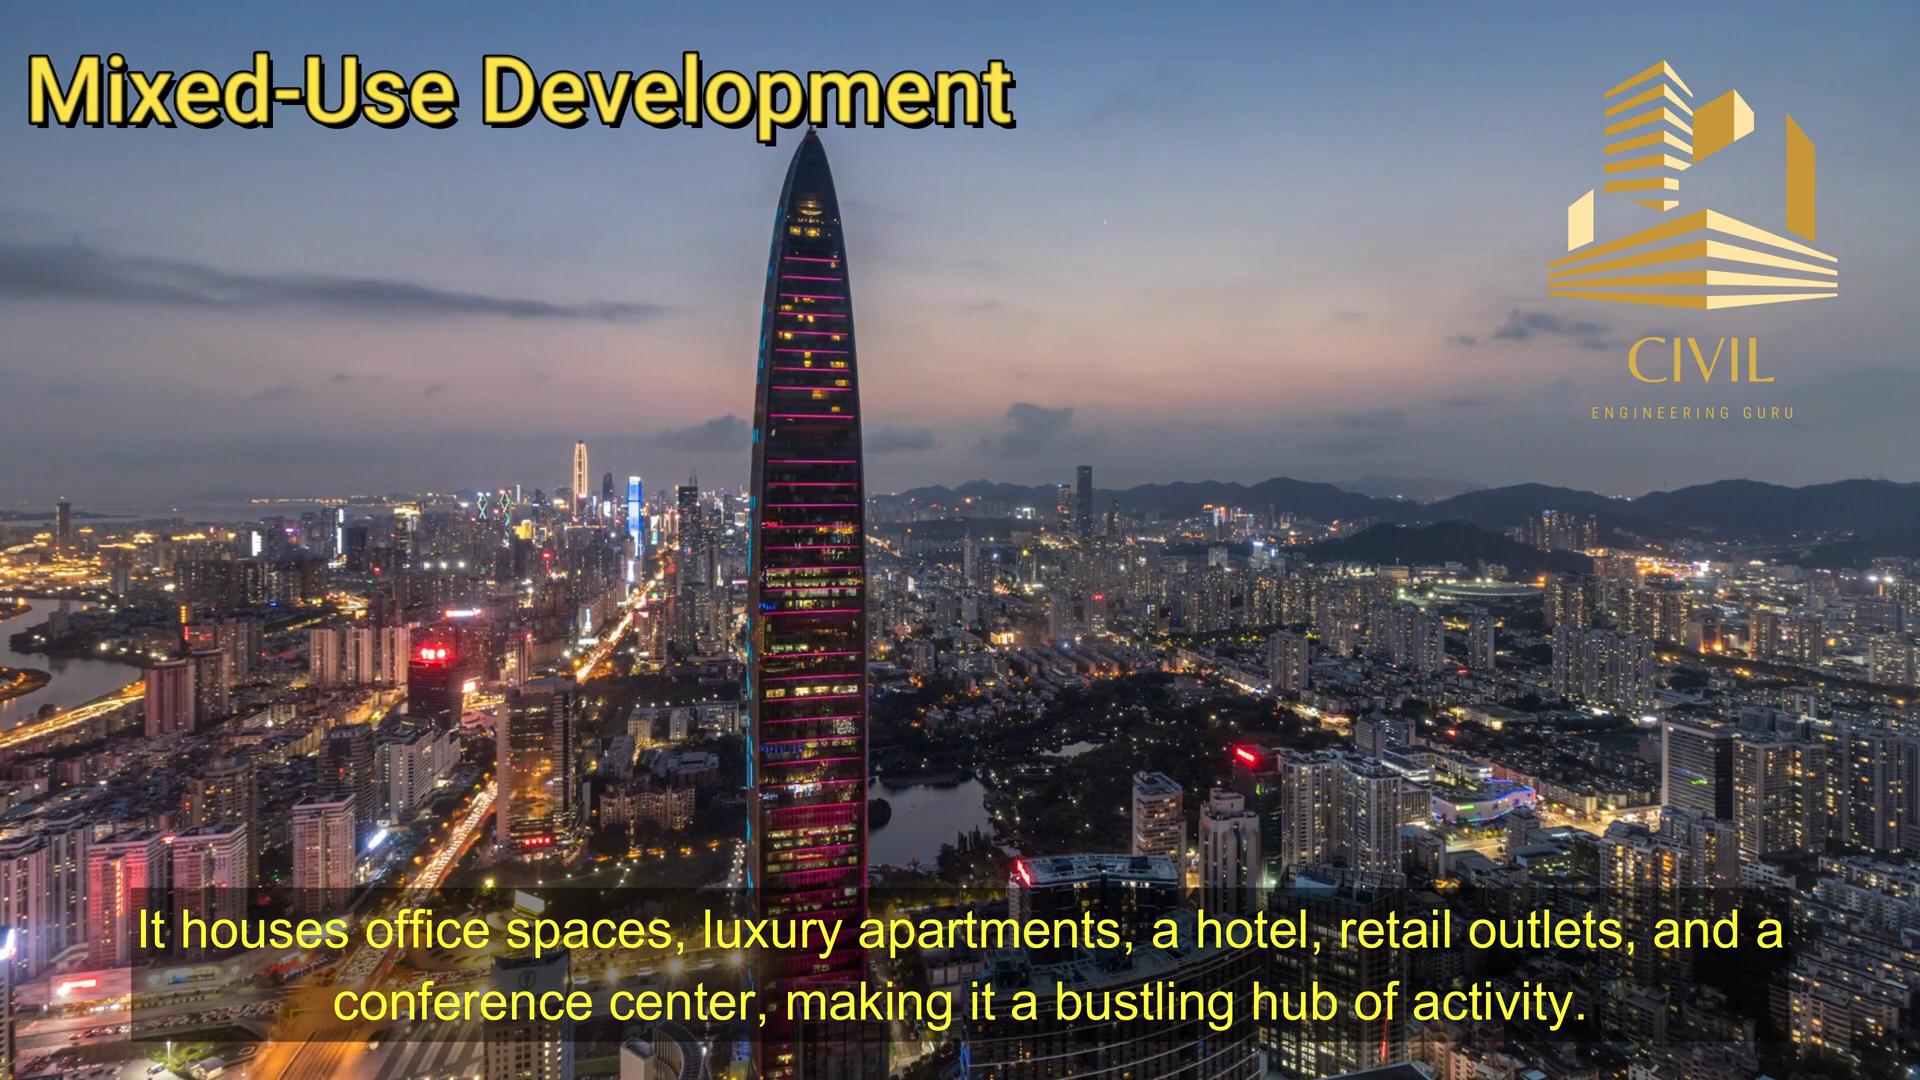 Mixed-Use Development
CIVIL
ENGINEERING GURU
It houses office spaces, luxury apartments, a hotel, retail outlets, and a
conference center, making it a bustling hub of activity.